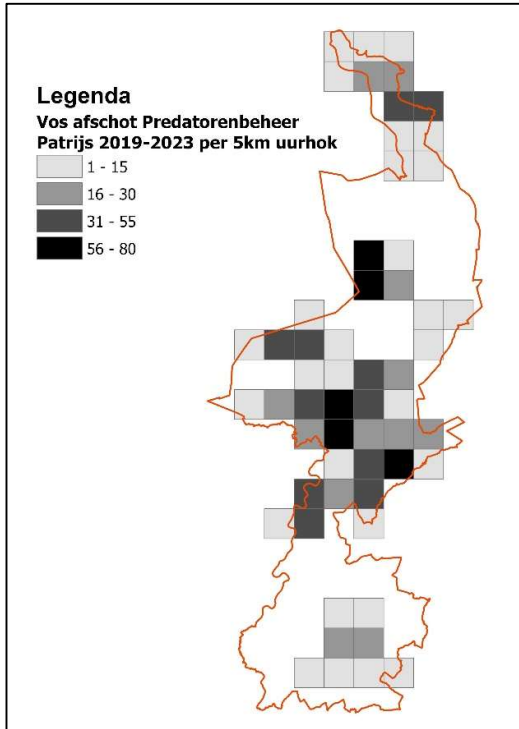 Legenda
Vos afschot Predatorenbeheer
Patrijs 2019-2023 per 5km uurhok
1 - 15
16 - 30
31 - 55
56 - 80